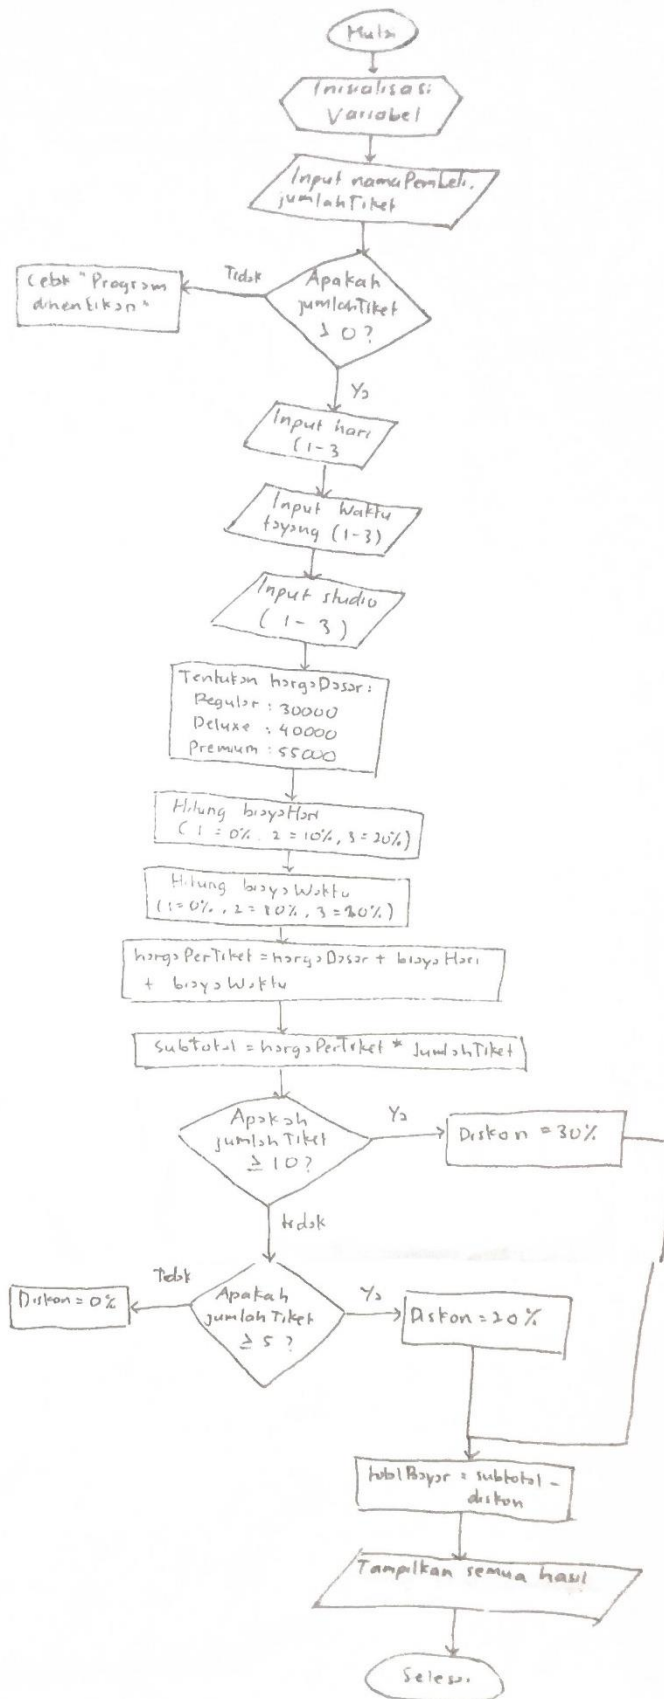 Mulai
Inisialisasi
Variabel
Input namaPembeli,
jumlahTiket
Apakah
jumlahTiket
> 0 ?
Tidak
Cetak "Program
dihentikan"
Ya
Input hari
(1-3
Input Waktu
tayang (1-3)
Input studio
(1-3)
Tentukan hargaDasar:
Regular : 30000
Deluxe : 40000
Premium : 55000
Hitung biayaHari
(1 = 0%, 2 = 10%, 3 = 20%)
Hitung biayaWaktu
(1 = 0%, 2 =
hargaPerTiket = hargaDasar + biayaHari
+ biayaWaktu
subtotal = hargaPerTiket * jumlahTiket
Apakah
jumlahTiket
≥ 10 ?
Ya
Diskon = 30%
tidak
Apakah
jumlahTiket
≥ 5 ?
Tidak
Diskon = 0%
Ya
Diskon = 20%
totalBayar = subtotal -
diskon
Tampilkan semua hasil
Selesai